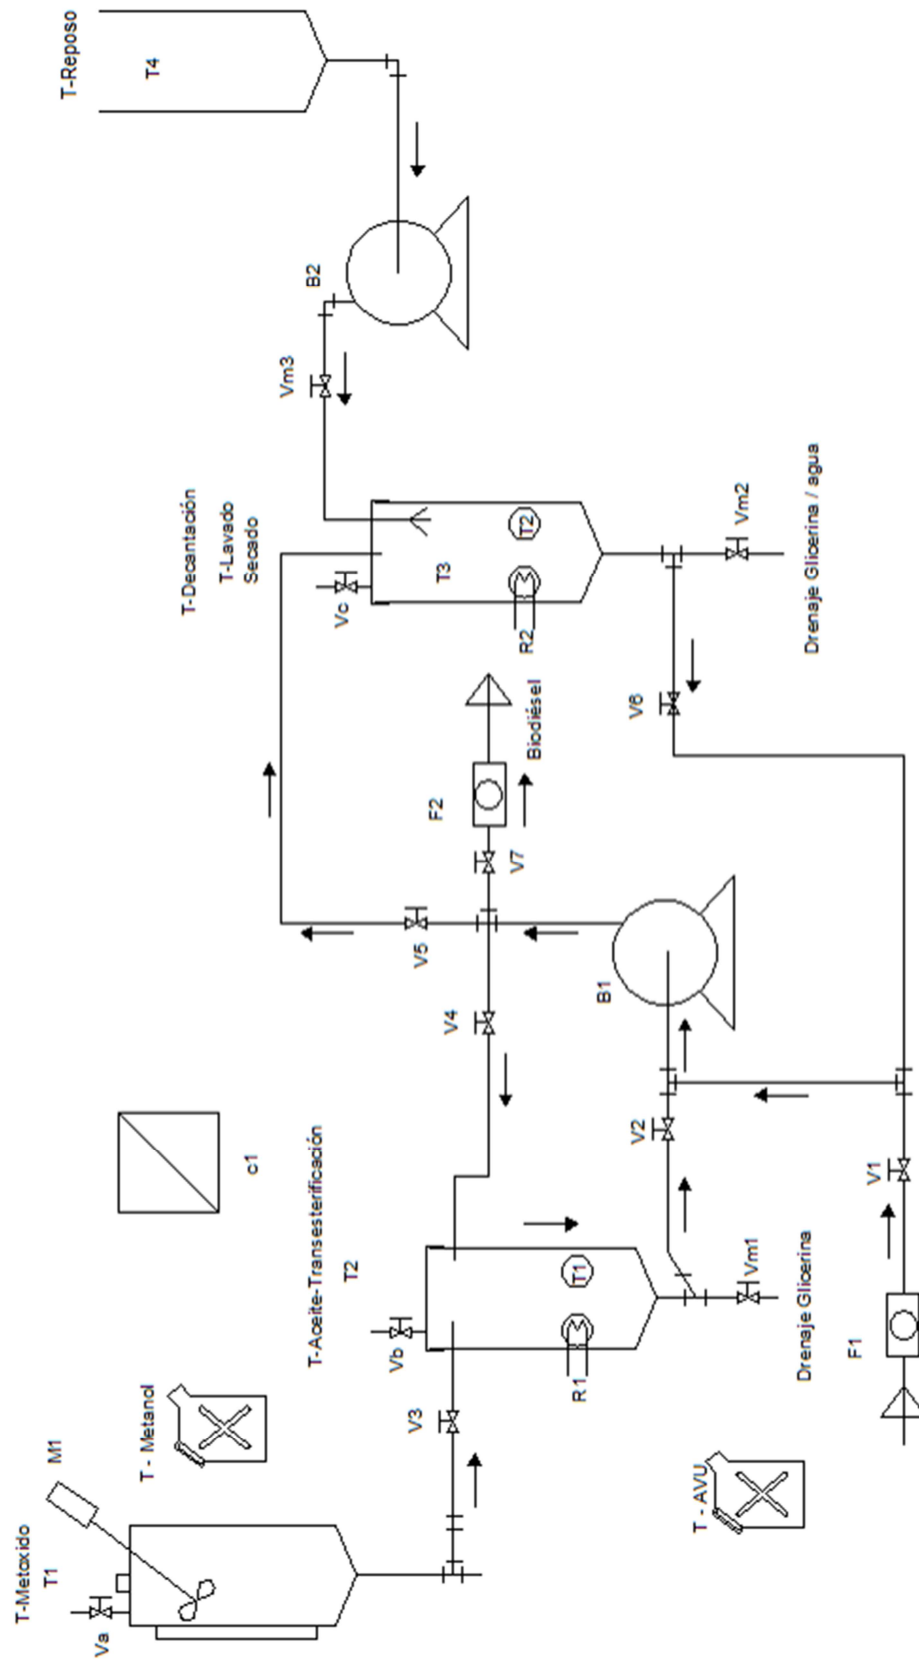 T-Metoxido
T1
Va
M1
T - Metanol
T-Aceite-Transesterificación
T2
Vb
V3
R1
T1
Drenaje Glicerina
Vm1
T - AVU
F1
V1
V2
c1
B1
V4
V5
V7
F2
Biodiésel
V6
T-Decantación
T-Lavado
Secado
Vc
T3
R2
T2
Drenaje Glicerina / agua
Vm2
Vm3
B2
T-Reposo
T4